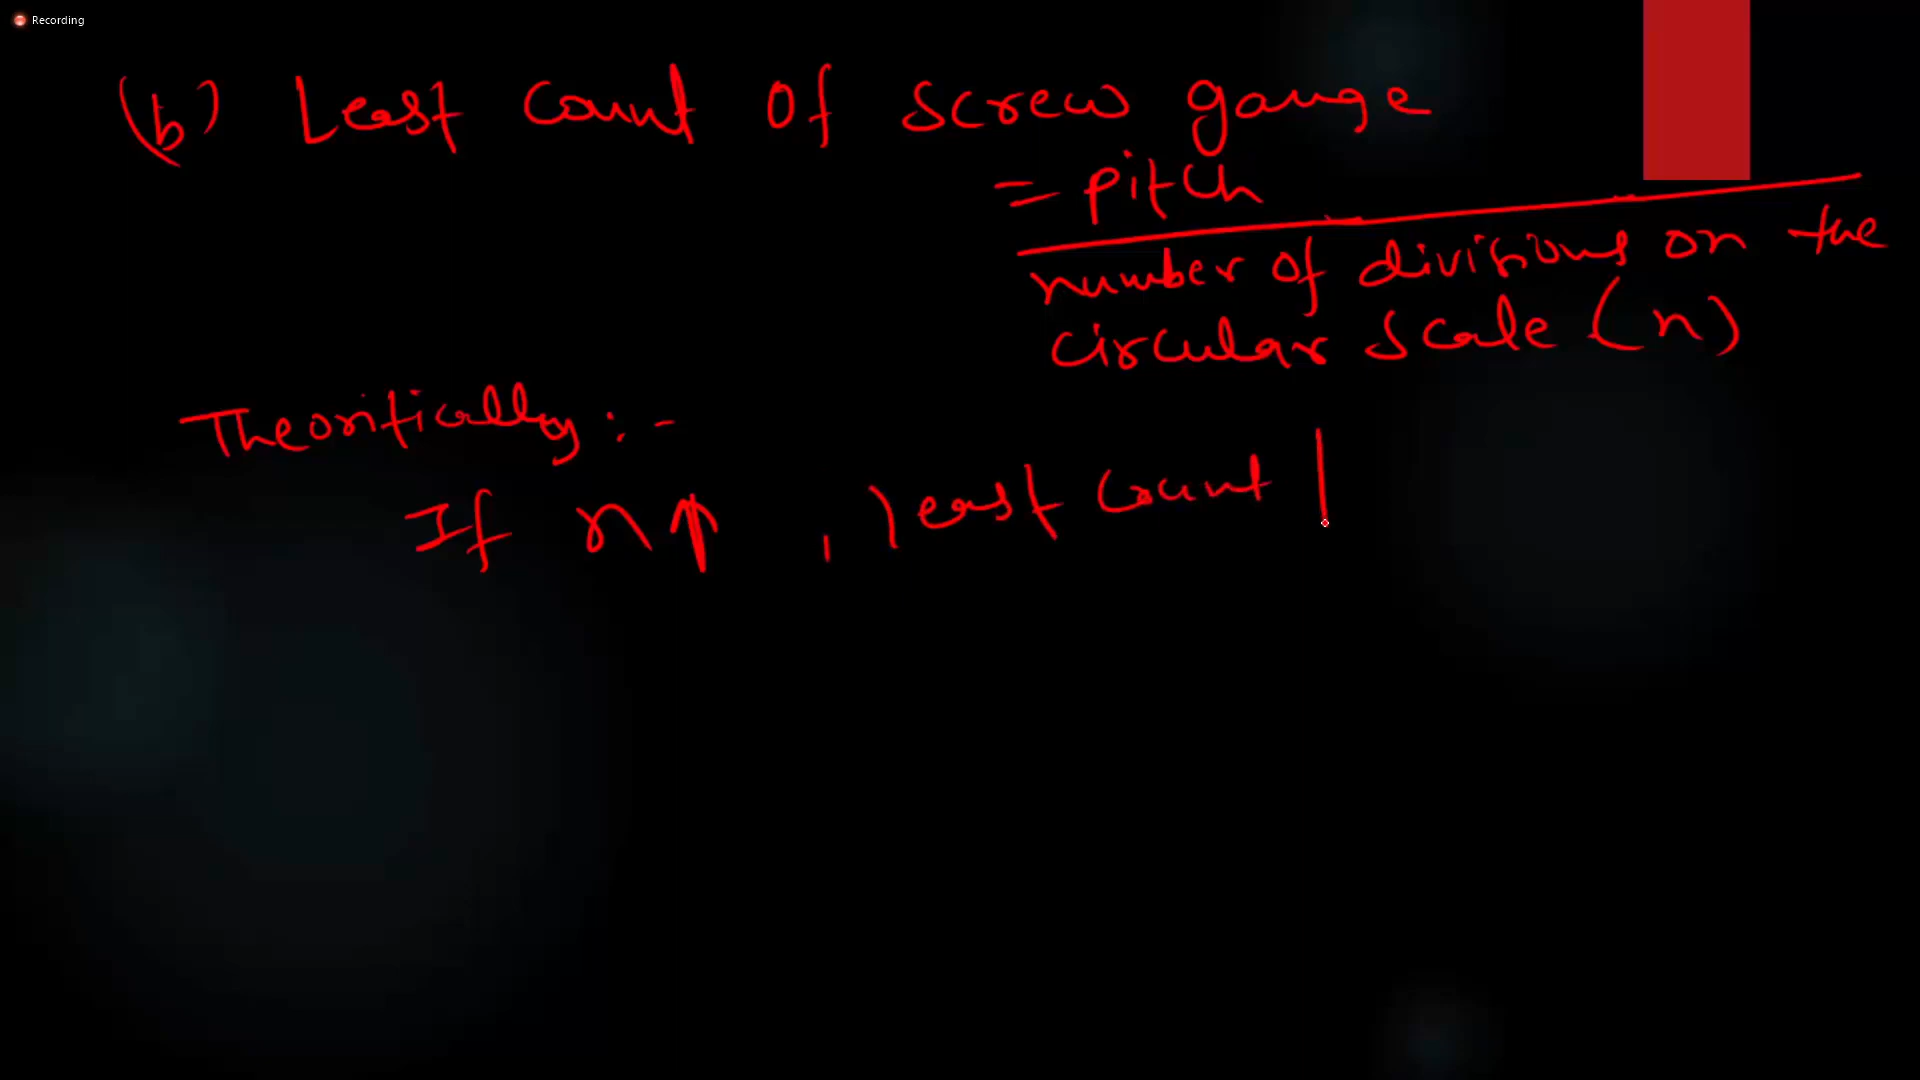 Recording
(b) Least count of screw gauge
= pitch
number of divisions on the
circular scale (n)
Theoritically :-
If n↑ , least count